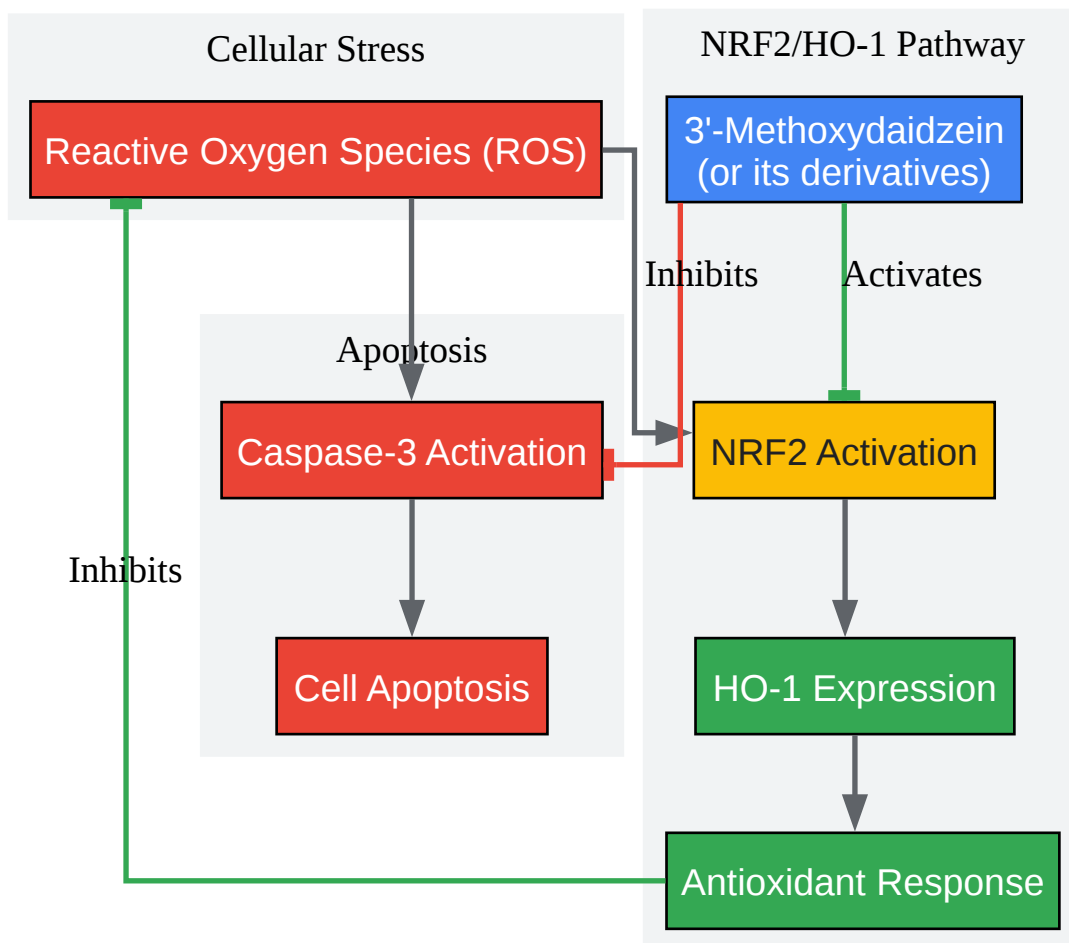 Cellular Stress
NRF2/HO-1 Pathway
Reactive Oxygen Species (ROS)
3'-Methoxydaidzein
(or its derivatives)
Inhibits
Activates
Apoptosis
Caspase-3 Activation
NRF2 Activation
Inhibits
Cell Apoptosis
HO-1 Expression
Antioxidant Response